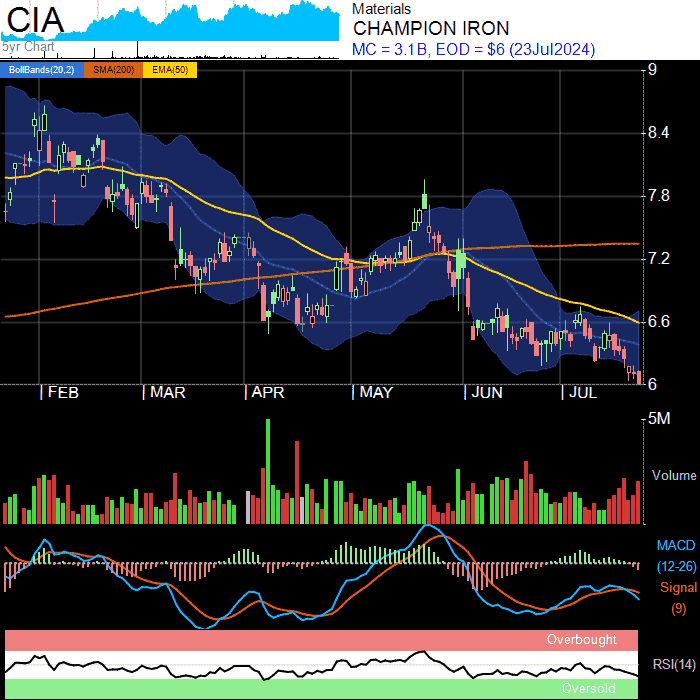 CIA
5yr Chart
Materials
CHAMPION IRON
MC = 3.1B, EOD = $6 (23Jul2024)
BollBands(20,2) SMA(200) EMA(50)
9
8.4
7.8
7.2
6.6
6
| FEB | MAR | APR | MAY | JUN | JUL
5M
Volume
MACD
(12-26)
Signal
(9)
Overbought
RSI(14)
Oversold